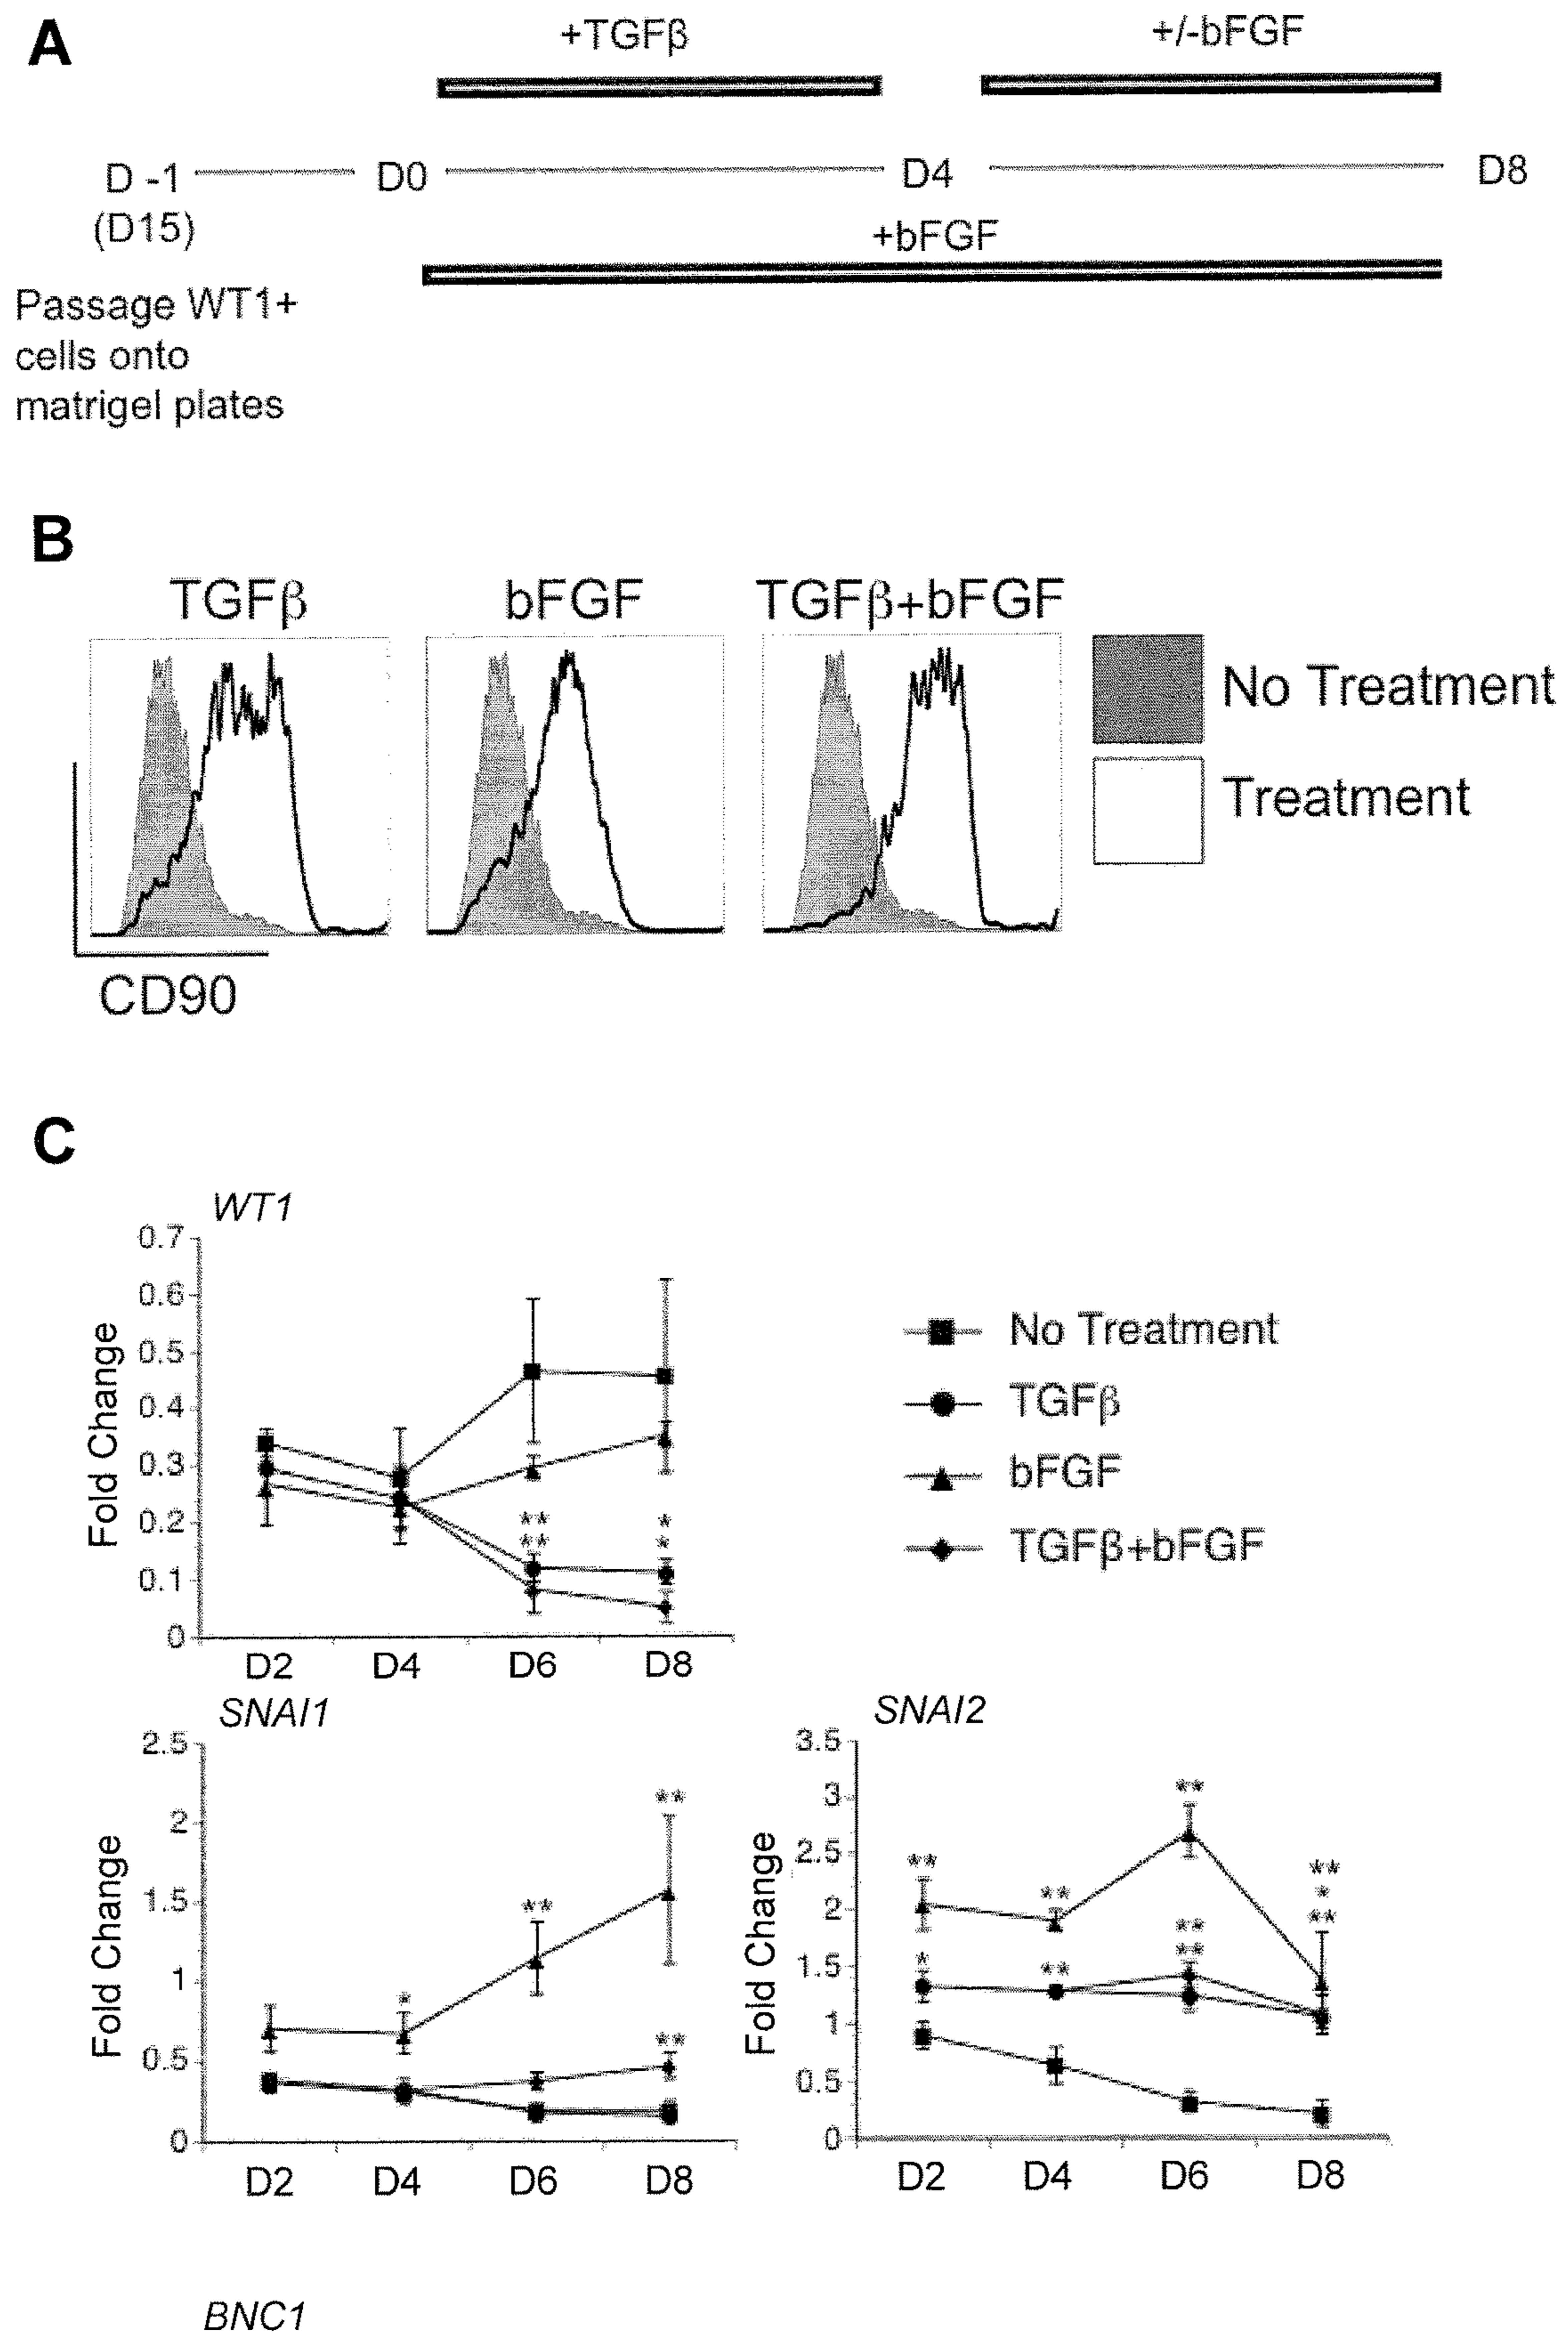 A
+TGFβ
+/-bFGF
D -1
D0
D4
D8
(D15)
+bFGF
Passage WT1+
cells onto
matrigel plates
B
TGFβ
bFGF
TGFβ+bFGF
No Treatment
Treatment
CD90
C
WT1
0.7
0.6
0.5
0.4
0.3
0.2
0.1
0
Fold Change
** 
**
*
*
D2
D4
D6
D8
No Treatment
TGFβ
bFGF
TGFβ+bFGF
SNAI1
2.5
2
1.5
1
0.5
0
Fold Change
*
**
**
**
D2
D4
D6
D8
SNAI2
3.5
3
2.5
2
1.5
1
0.5
0
Fold Change
**
*
**
**
**
**
**
**
*
**
D2
D4
D6
D8
BNC1